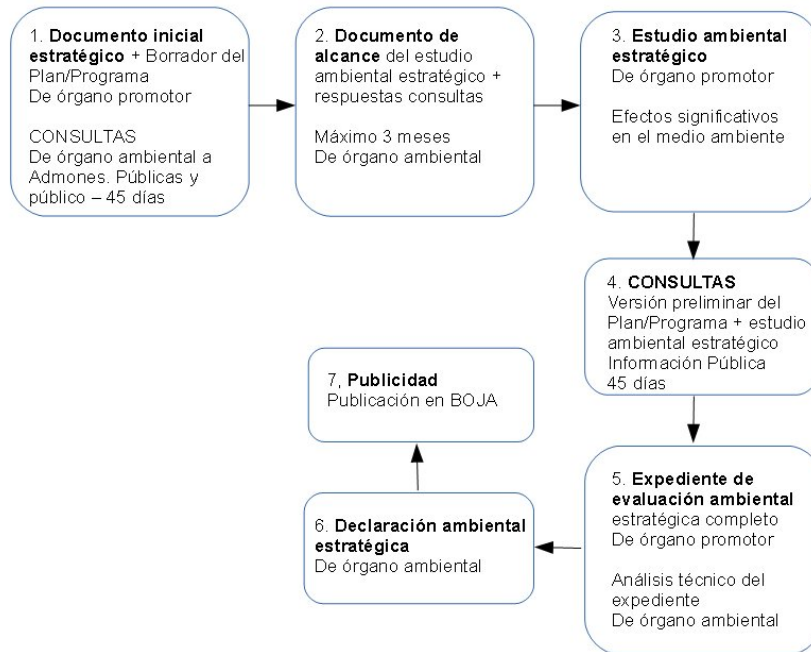 1. Documento inicial
estratégico + Borrador del
Plan/Programa
De órgano promotor
CONSULTAS
De órgano ambiental a
Admones. Públicas y
público – 45 días
2. Documento de
alcance del estudio
ambiental estratégico +
respuestas consultas
Máximo 3 meses
De órgano ambiental
3. Estudio ambiental
estratégico
De órgano promotor
Efectos significativos
en el medio ambiente
4. CONSULTAS
Versión preliminar del
Plan/Programa + estudio
ambiental estratégico
Información Pública
45 días
5. Expediente de
evaluación ambiental
estratégica completo
De órgano promotor
Análisis técnico del
expediente
De órgano ambiental
6. Declaración ambiental
estratégica
De órgano ambiental
7, Publicidad
Publicación en BOJA